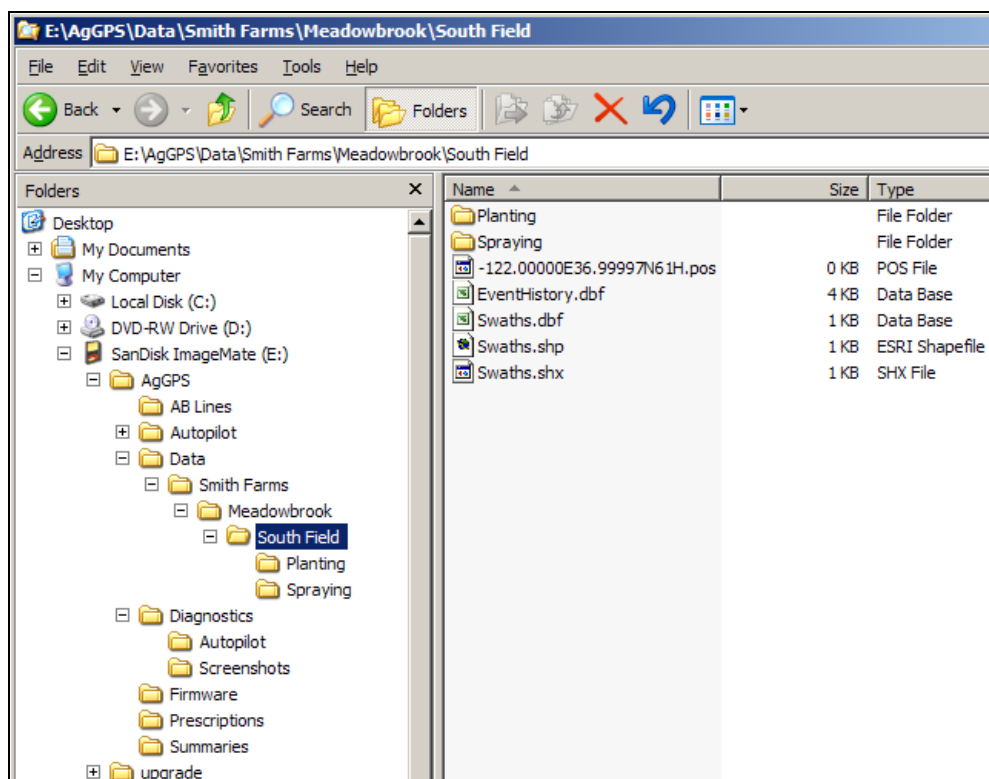 E:\AgGPS\Data\Smith Farms\Meadowbrook\South Field
File Edit View Favorites Tools Help
Back Search Folders
Address E:\AgGPS\Data\Smith Farms\Meadowbrook\South Field
Folders
Desktop
My Documents
My Computer
Local Disk (C:)
DVD-RW Drive (D:)
SanDisk ImageMate (E:)
AgGPS
AB Lines
Autopilot
Data
Smith Farms
Meadowbrook
South Field
Planting
Spraying
Diagnostics
Autopilot
Screenshots
Firmware
Prescriptions
Summaries
upgrade
Name Size Type
Planting File Folder
Spraying File Folder
-122.00000E36.99997N61H.pos 0 KB POS File
EventHistory.dbf 4 KB Data Base
Swaths.dbf 1 KB Data Base
Swaths.shp 1 KB ESRI Shapefile
Swaths.shx 1 KB SHX File